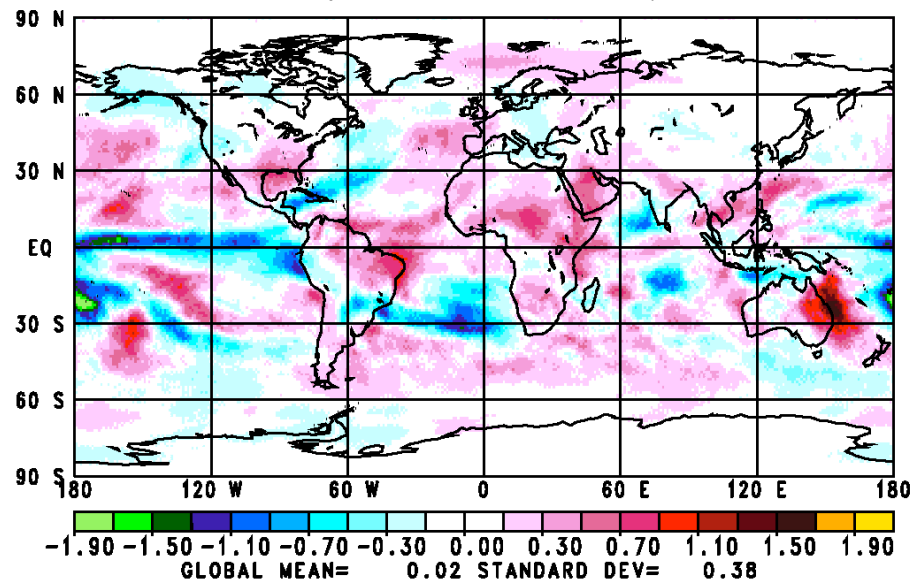 90 N
60 N
30 N
EQ
30 S
60 S
90 S
180 120 W 60 W 0 60 E 120 E 180
-1.90 -1.50 -1.10 -0.70 -0.30 0.00 0.30 0.70 1.10 1.50 1.90
GLOBAL MEAN= 0.02 STANDARD DEV= 0.38